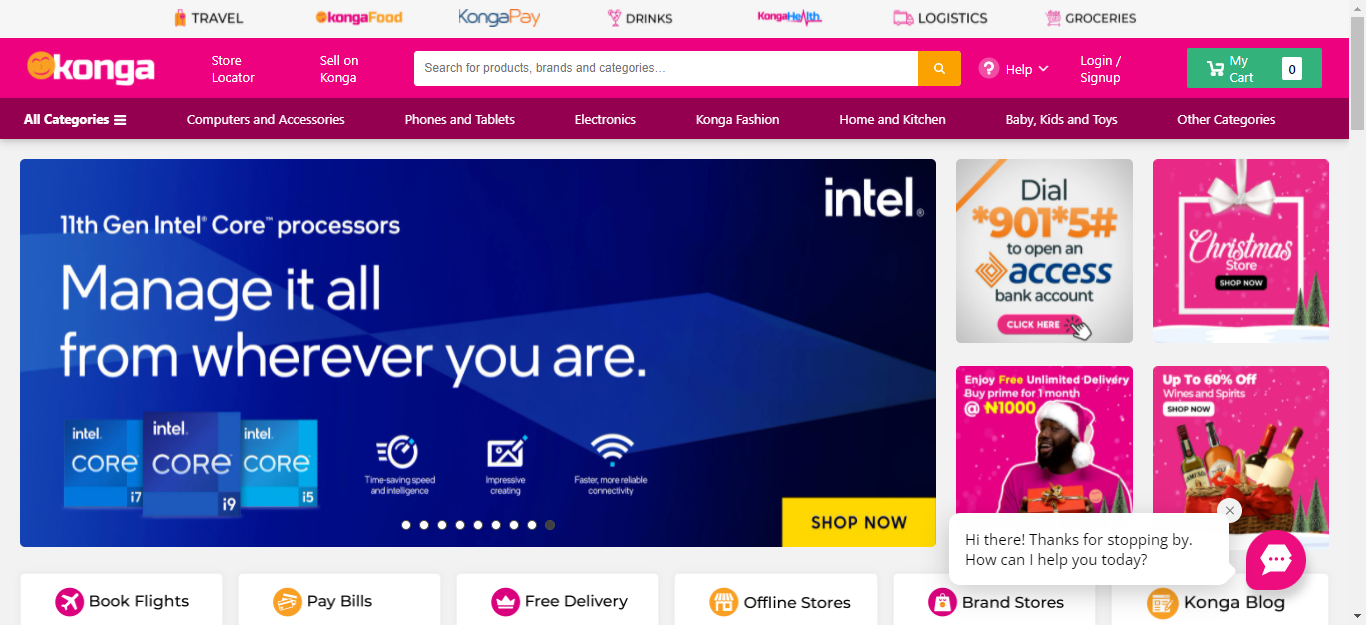 TRAVEL
kongaFood
KongaPay
DRINKS
KongaHealth
LOGISTICS
GROCERIES
konga
Store
Locator
Sell on
Konga
Search for products, brands and categories...
?
Help
Login /
Signup
My
Cart
0
All Categories
Computers and Accessories
Phones and Tablets
Electronics
Konga Fashion
Home and Kitchen
Baby, Kids and Toys
Other Categories
intel®
11th Gen Intel® Core™ processors
Manage it all
from wherever you are.
intel.
CORE
i7
intel.
CORE
i9
intel.
CORE
i5
Time-saving speed
and intelligence
Impressive
creating
Faster, more reliable
connectivity
SHOP NOW
Dial
*901*5#
to open an
access
bank account
CLICK HERE
Christmas
Store
SHOP NOW
Enjoy Free Unlimited Delivery
Buy prime for 1 month
@ ₦1000
Up To 60% Off
Wines and Spirits
SHOP NOW
Hi there! Thanks for stopping by.
How can I help you today?
Book Flights
Pay Bills
Free Delivery
Offline Stores
Brand Stores
Konga Blog